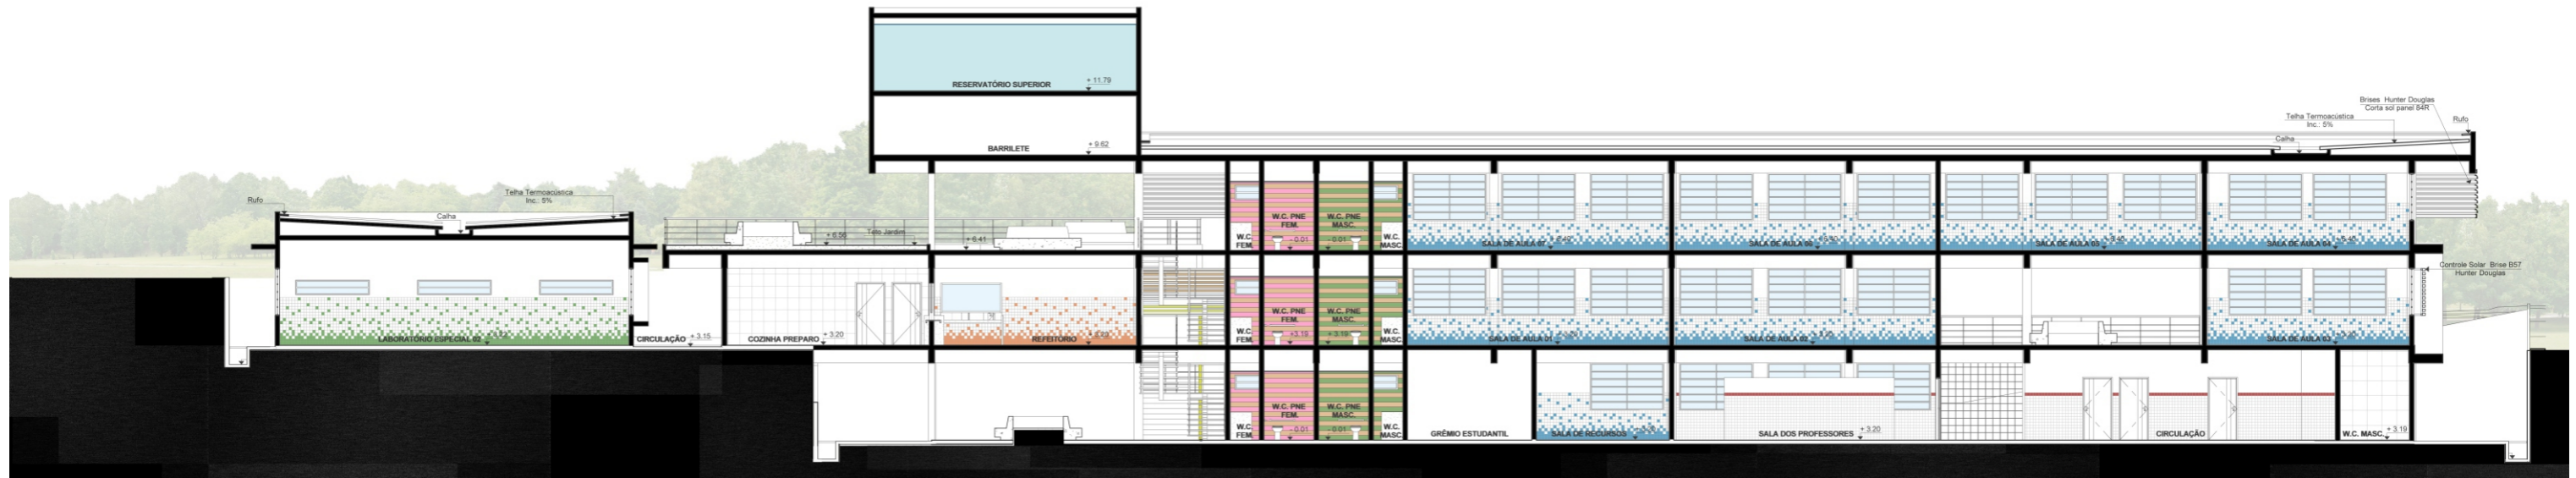 RESERVATÓRIO SUPERIOR
+ 11.79
BARRILETE
+ 9.62
Brises Hunter Douglas
Corta sol panel 84R
Telha Termoacústica
Inc.: 5%
Rufo
Calha
Rufo
Telha Termoacústica
Inc.: 5%
Calha
+ 6.56
Teto Jardim
+ 6.41
W.C.
FEM.
W.C. PNE
FEM.
- 0.01
W.C. PNE
MASC.
- 0.01
W.C.
MASC.
SALA DE AULA 07
SALA DE AULA 06
SALA DE AULA 05
SALA DE AULA 04
Controle Solar Brise B57
Hunter Douglas
LABORATÓRIO ESPECIAL 02
CIRCULAÇÃO
+ 3.15
COZINHA PREPARO
+ 3.20
REFEITÓRIO
W.C.
FEM.
W.C. PNE
FEM.
+3.19
W.C. PNE
MASC.
+ 3.19
W.C.
MASC.
SALA DE AULA 01
SALA DE AULA 02
SALA DE AULA 03
W.C.
FEM.
W.C. PNE
FEM.
- 0.01
W.C. PNE
MASC.
- 0.01
W.C.
MASC
GRÊMIO ESTUDANTIL
SALA DE RECURSOS
SALA DOS PROFESSORES
+ 3.20
CIRCULAÇÃO
W.C. MASC.
+ 3.19